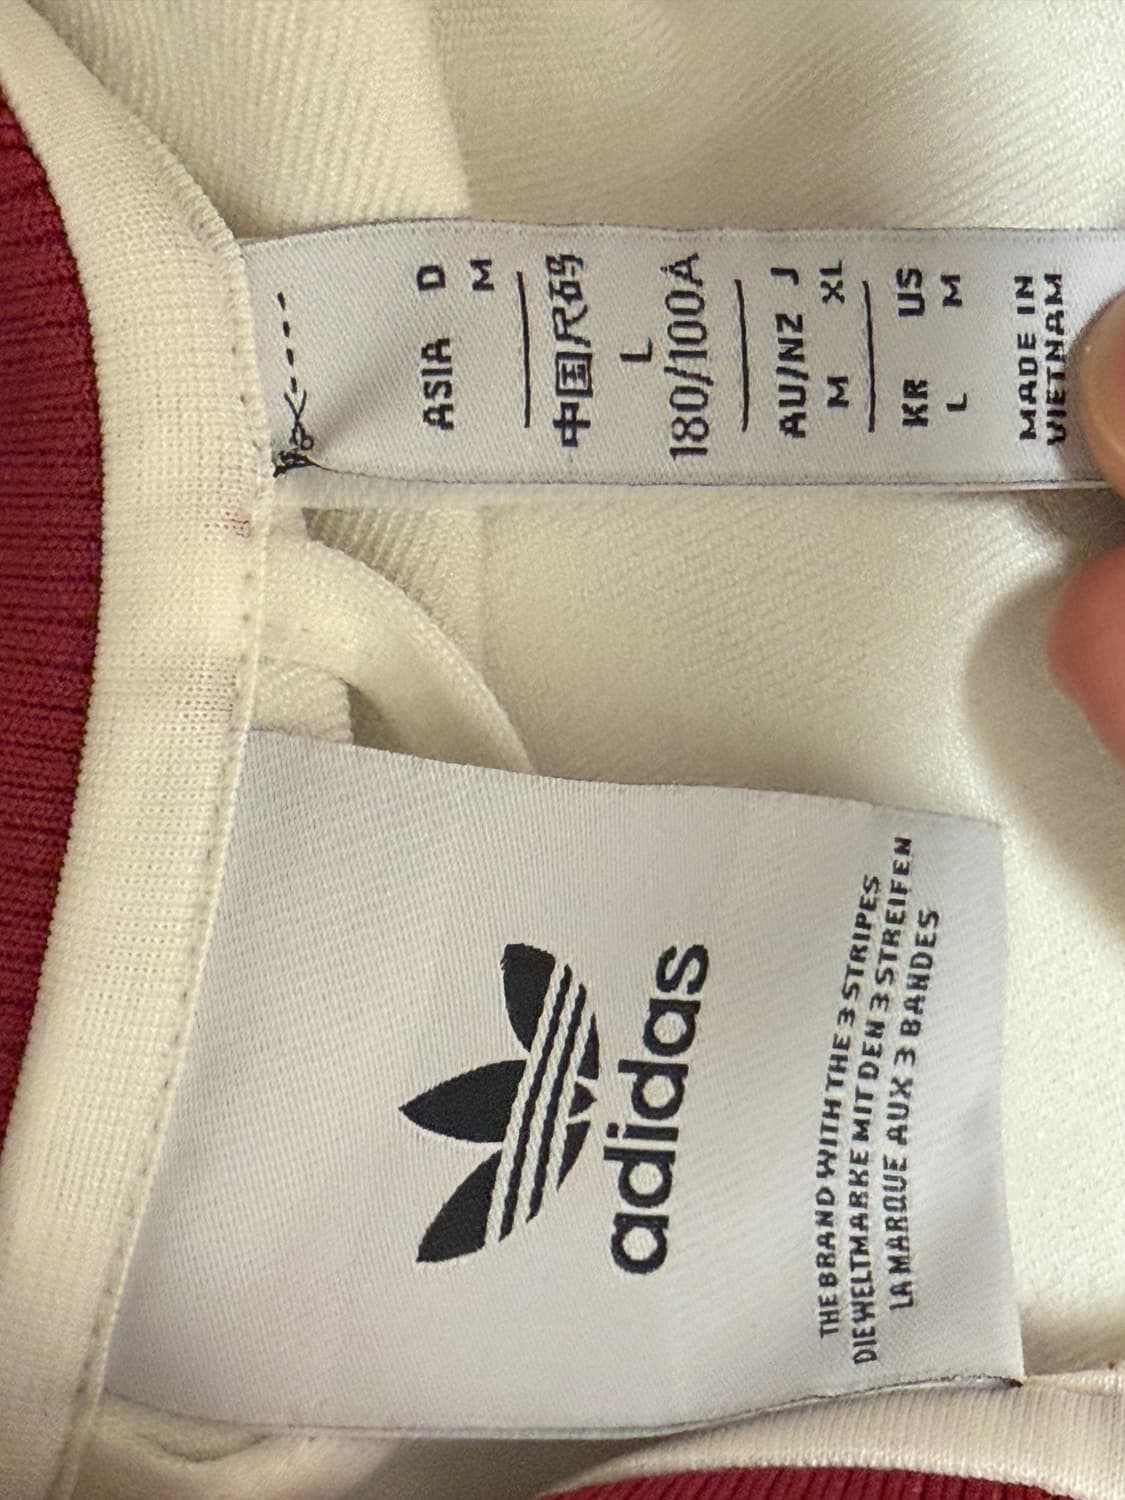 ASIA D
M
中国尺码
L
180/100A
AU/NZ J
M XL
KR US
L M
MADE IN
VIETNAM
adidas
THE BRAND WITH THE 3 STRIPES
DIE WELTMARKE MIT DEN 3 STREIFEN
LA MARQUE AUX 3 BANDES